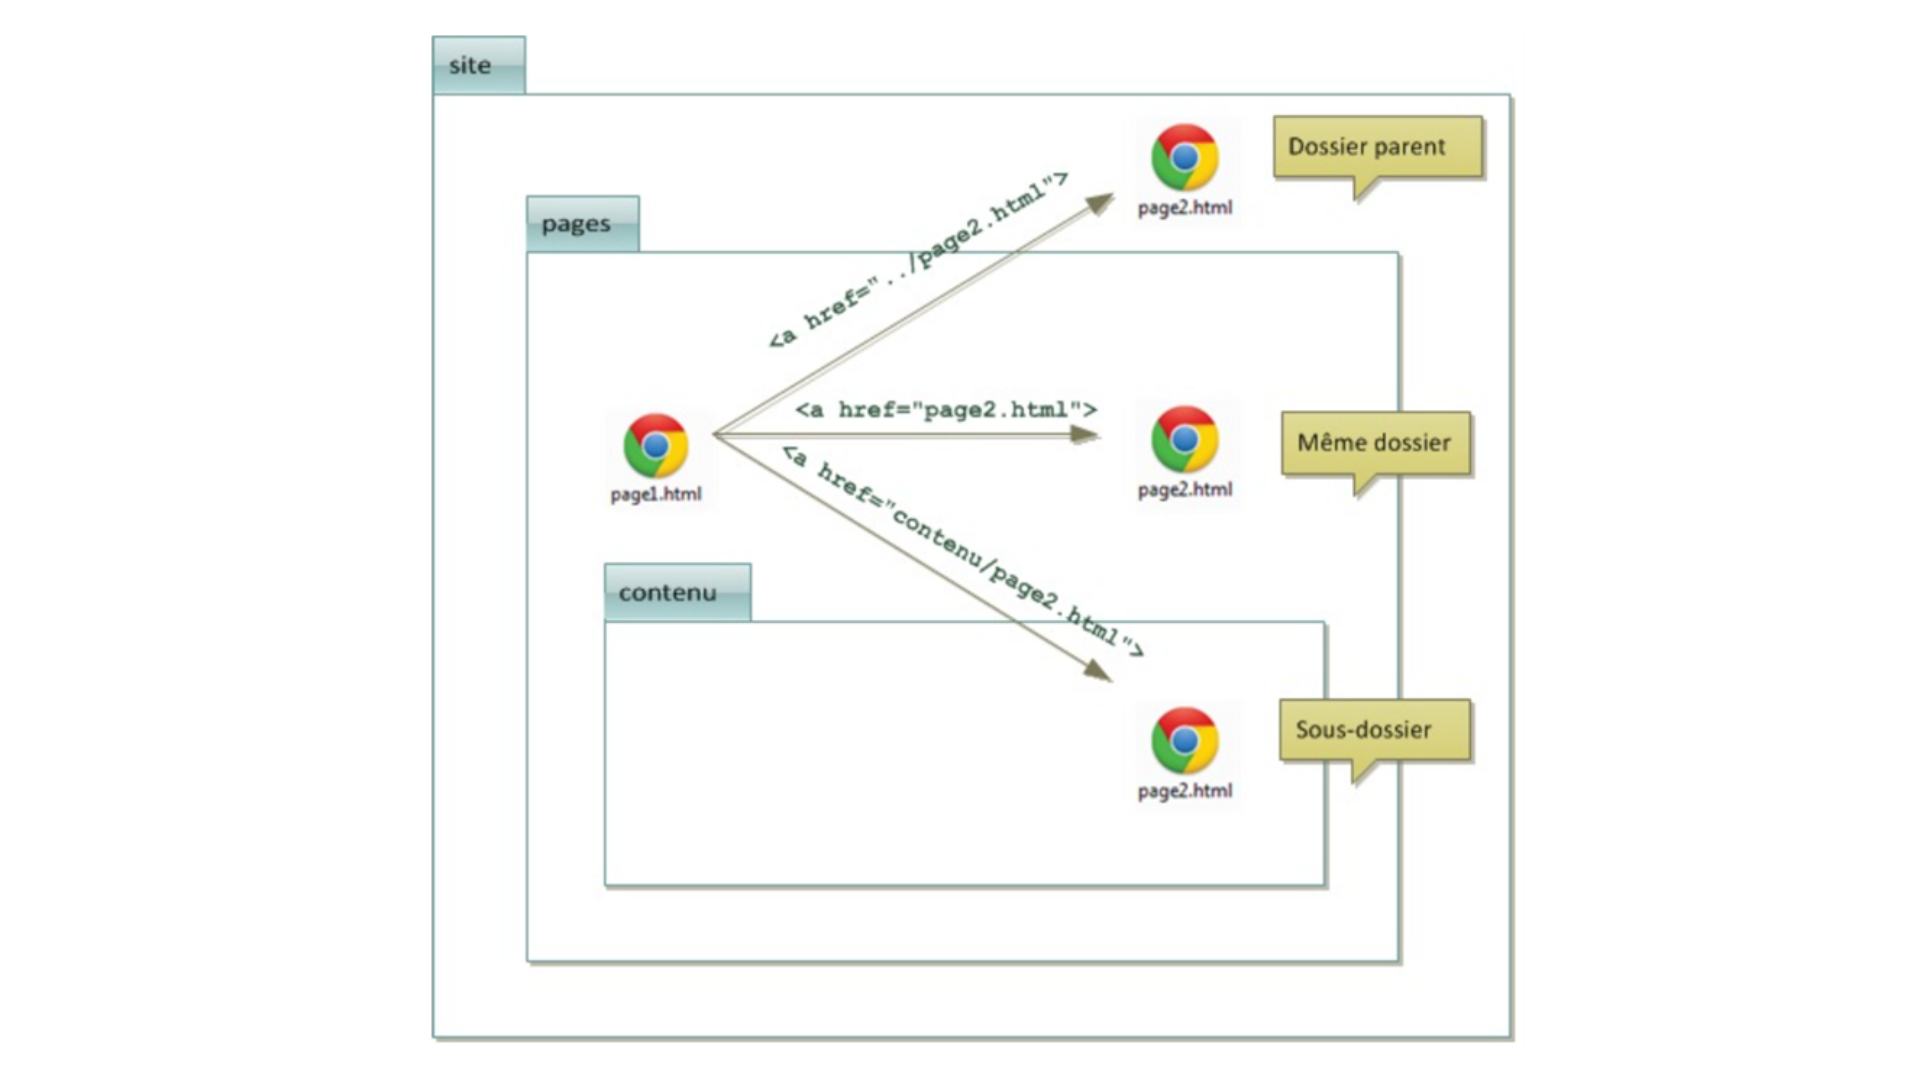 site
Dossier parent
page2.html
pages
<a href="../page2.html">
<a href="page2.html">
page1.html
page2.html
Même dossier
<a href="contenu/page2.html">
contenu
Sous-dossier
page2.html